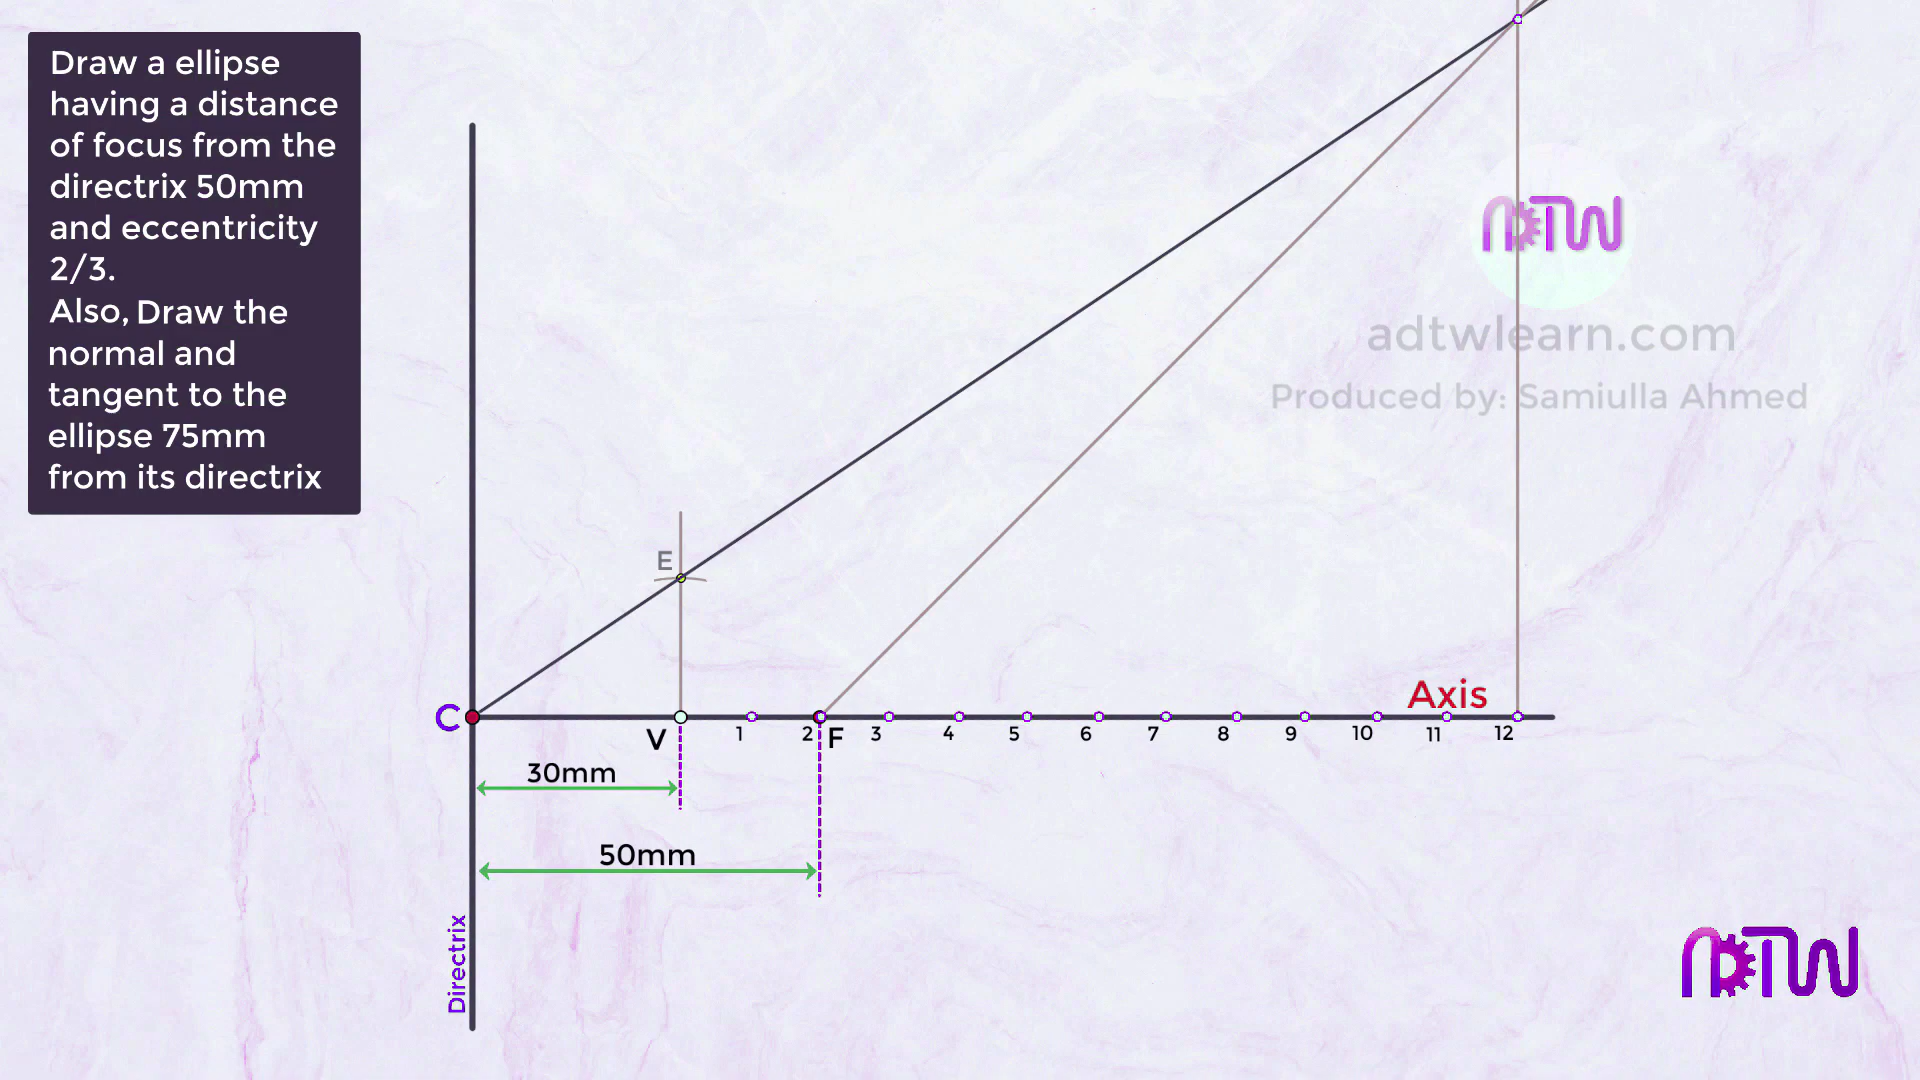 Draw a ellipse
having a distance
of focus from the
directrix 50mm
and eccentricity
2/3.
Also, Draw the
normal and
tangent to the
ellipse 75mm
from its directrix
ADTW
adtwlearn.com
Produced by: Samiulla Ahmed
E
Axis
C
V 1 2 F 3 4 5 6 7 8 9 10 11 12
30mm
50mm
Directrix
ADTW